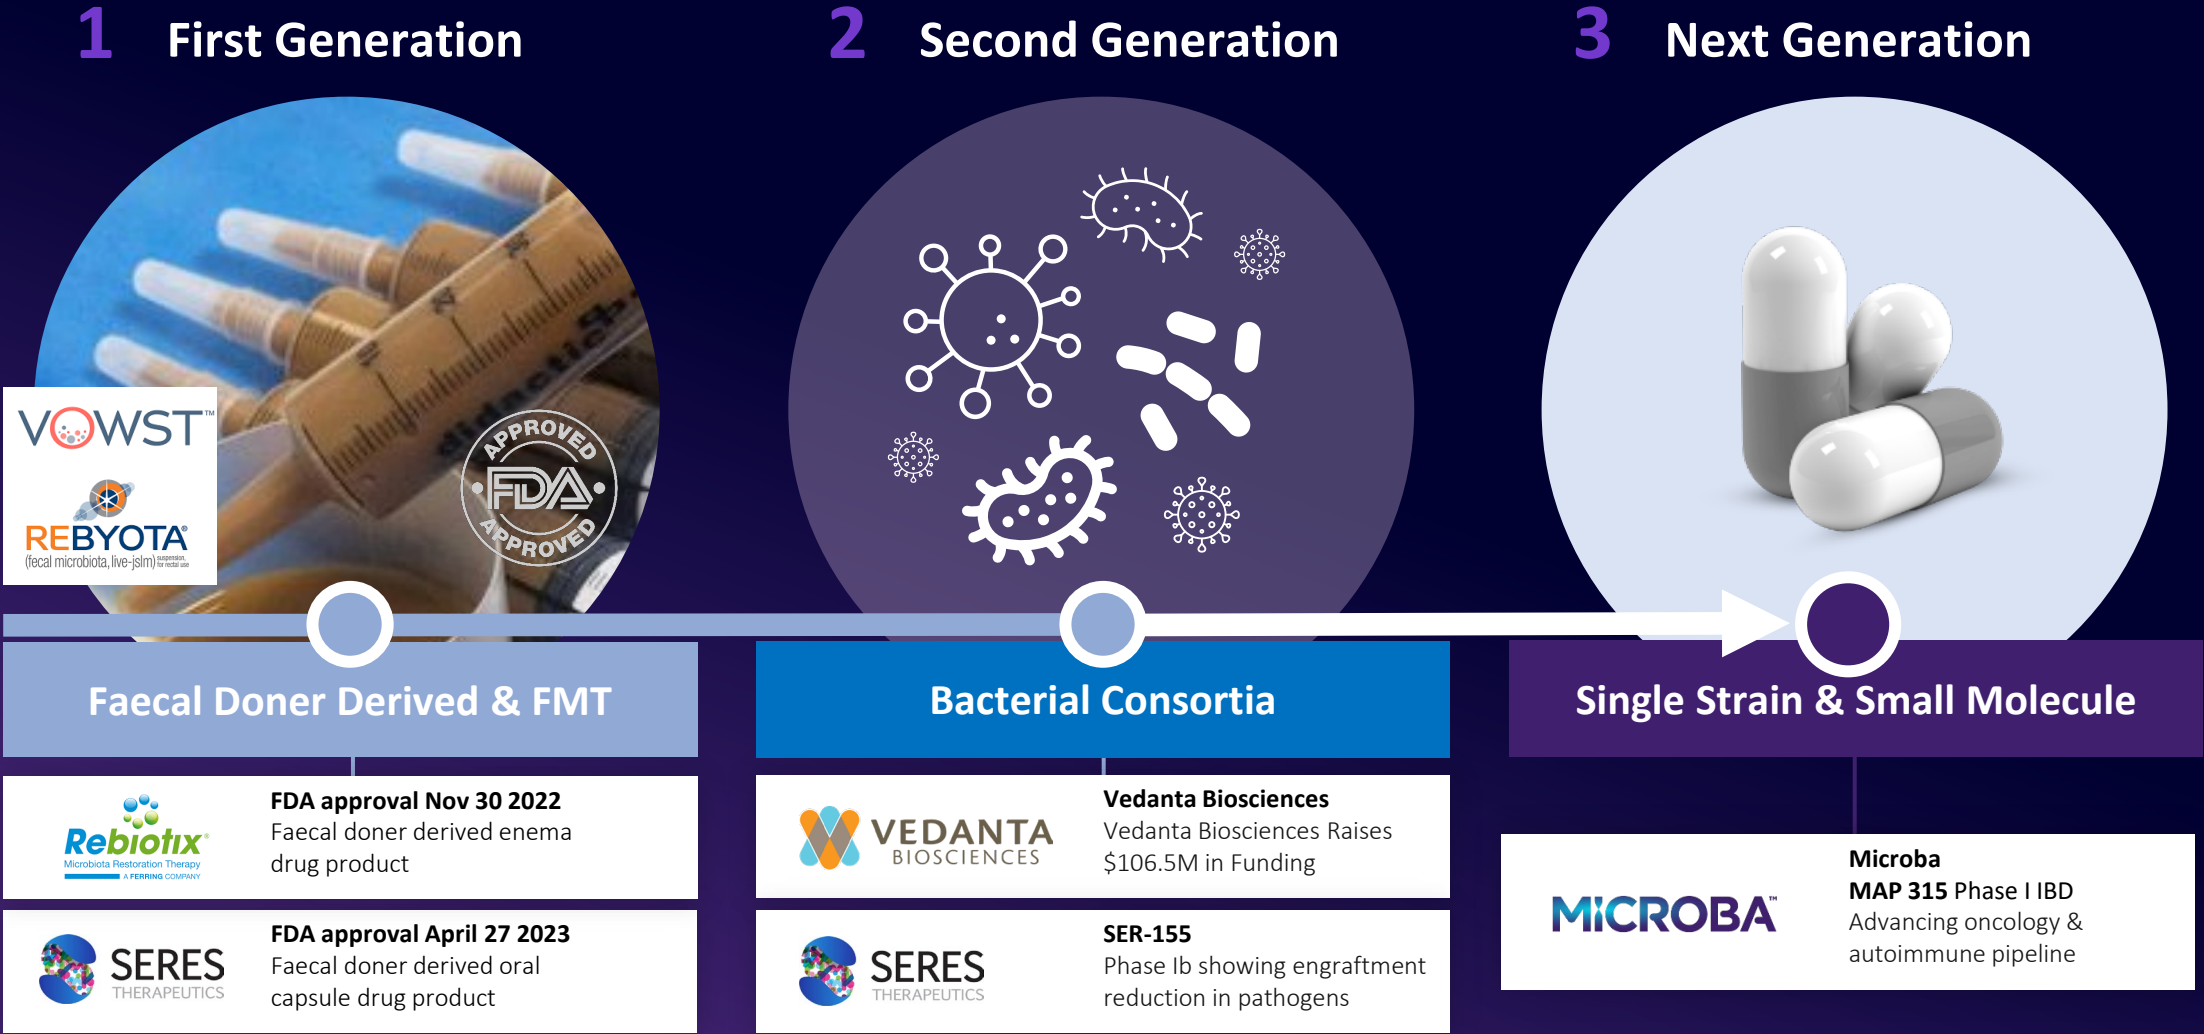 1 First Generation
2 Second Generation
3 Next Generation
VOWST™
REBYOTA®
(fecal microbiota, live-jslm) suspension, for rectal use
APPROVED
FDA
APPROVED
Faecal Doner Derived & FMT
Bacterial Consortia
Single Strain & Small Molecule
Rebiotix®
Microbiota Restoration Therapy
A FERRING COMPANY
FDA approval Nov 30 2022
Faecal doner derived enema
drug product
SERES
THERAPEUTICS
FDA approval April 27 2023
Faecal doner derived oral
capsule drug product
VEDANTA
BIOSCIENCES
Vedanta Biosciences
Vedanta Biosciences Raises
$106.5M in Funding
SERES
THERAPEUTICS
SER-155
Phase Ib showing engraftment
reduction in pathogens
MICROBA™
Microba
MAP 315 Phase I IBD
Advancing oncology &
autoimmune pipeline